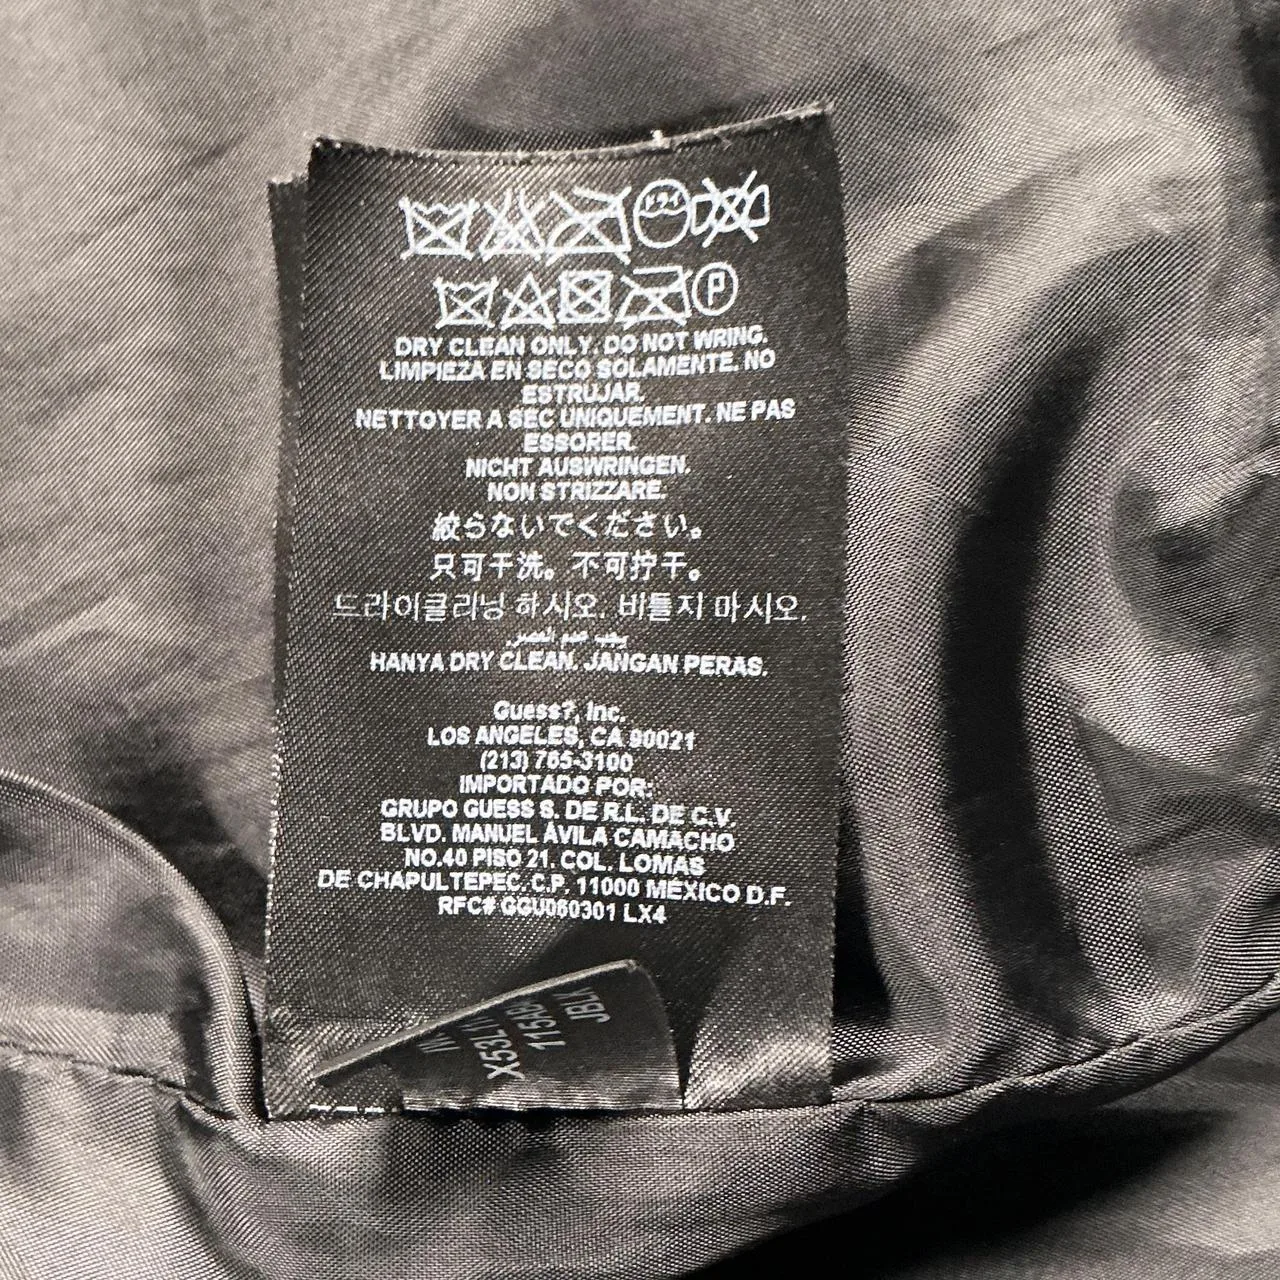 DRY CLEAN ONLY. DO NOT WRING.
LIMPIEZA EN SECO SOLAMENTE. NO
ESTRUJAR.
NETTOYER A SEC UNIQUEMENT. NE PAS
ESSORER.
NICHT AUSWRINGEN.
NON STRIZZARE.
絞らないでください。
只可干洗。不可拧干。
드라이클리닝 하시오. 비틀지 마시오.
يجب عدم العصر.
HANYA DRY CLEAN. JANGAN PERAS.
Guess?, Inc.
LOS ANGELES, CA 90021
(213) 765-3100
IMPORTADO POR:
GRUPO GUESS S. DE R.L. DE C.V.
BLVD. MANUEL ÁVILA CAMACHO
NO.40 PISO 21. COL. LOMAS
DE CHAPULTEPEC. C.P. 11000 MÉXICO D.F.
RFC# GGU060301 LX4